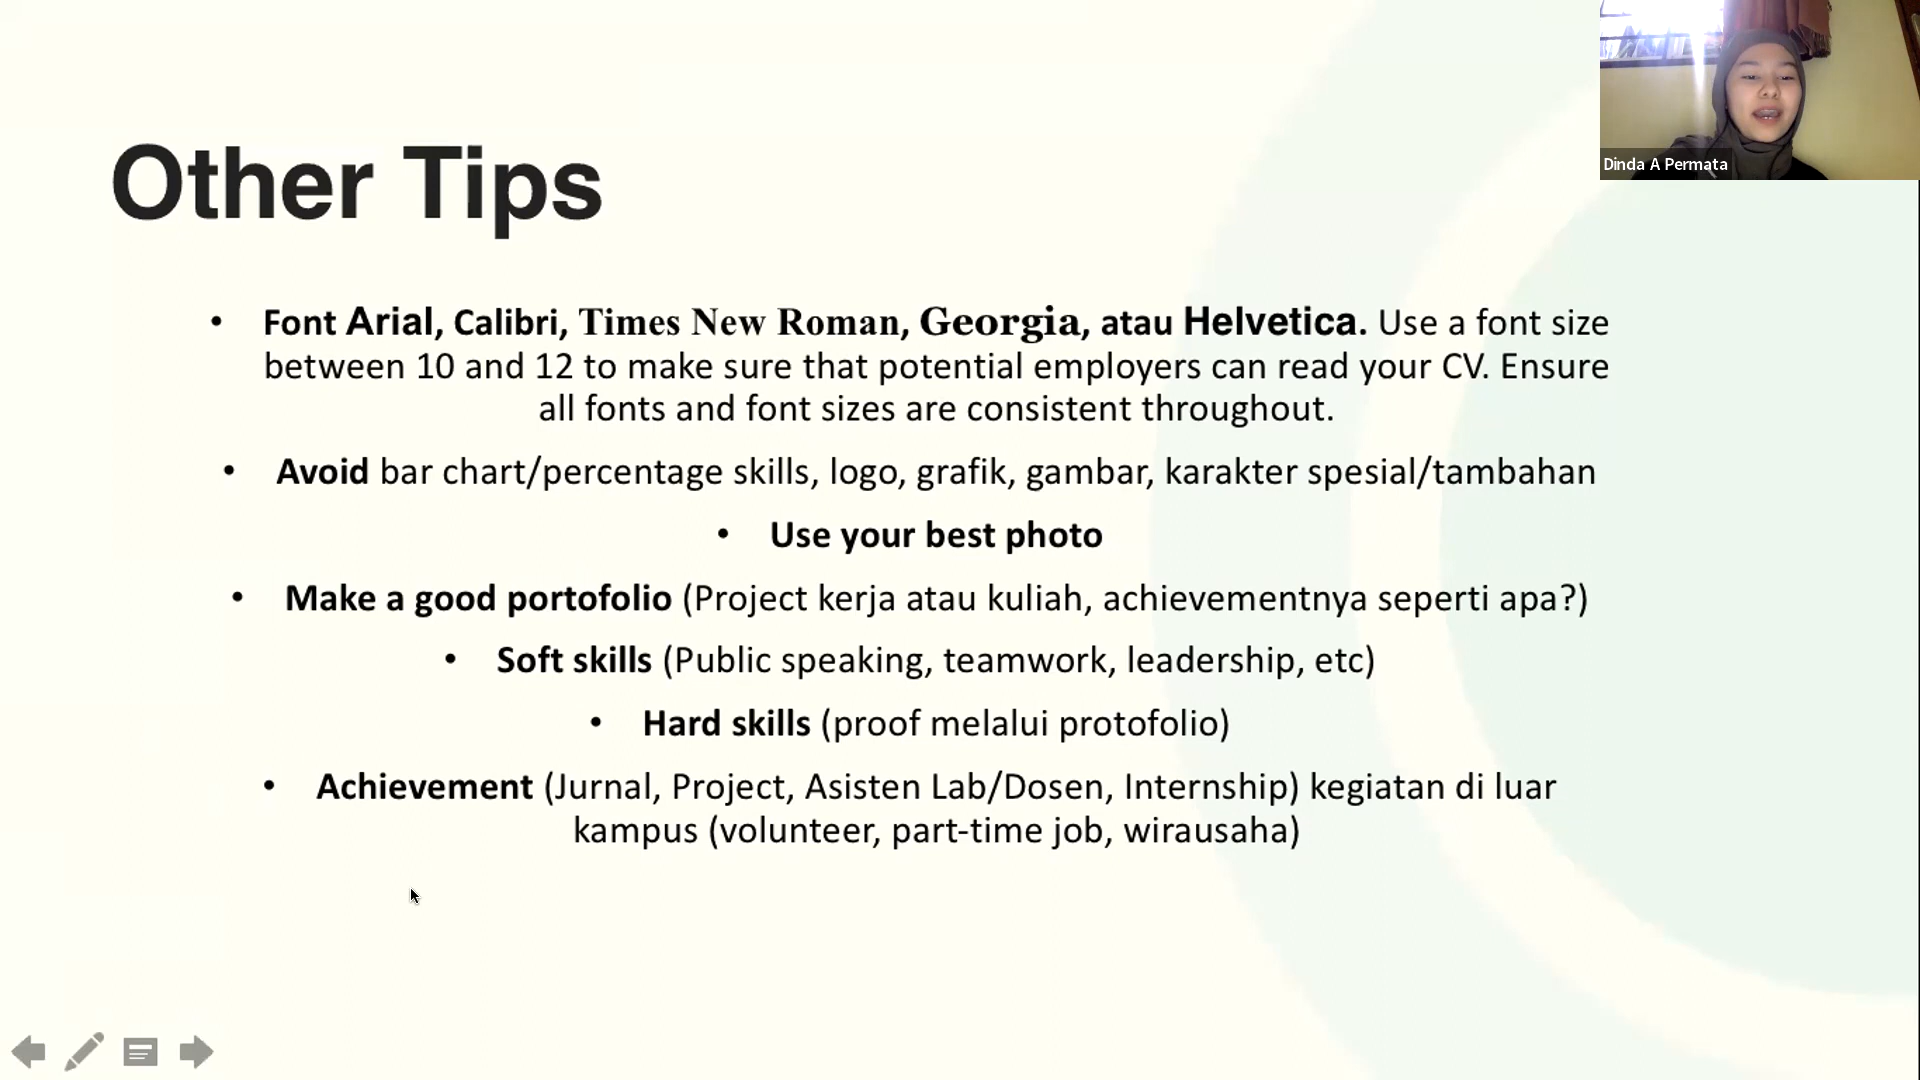 Dinda A Permata
Other Tips
• Font Arial, Calibri, Times New Roman, Georgia, atau Helvetica. Use a font size
between 10 and 12 to make sure that potential employers can read your CV. Ensure
all fonts and font sizes are consistent throughout.
• Avoid bar chart/percentage skills, logo, grafik, gambar, karakter spesial/tambahan
• Use your best photo
• Make a good portofolio (Project kerja atau kuliah, achievementnya seperti apa?)
• Soft skills (Public speaking, teamwork, leadership, etc)
• Hard skills (proof melalui protofolio)
• Achievement (Jurnal, Project, Asisten Lab/Dosen, Internship) kegiatan di luar
kampus (volunteer, part-time job, wirausaha)